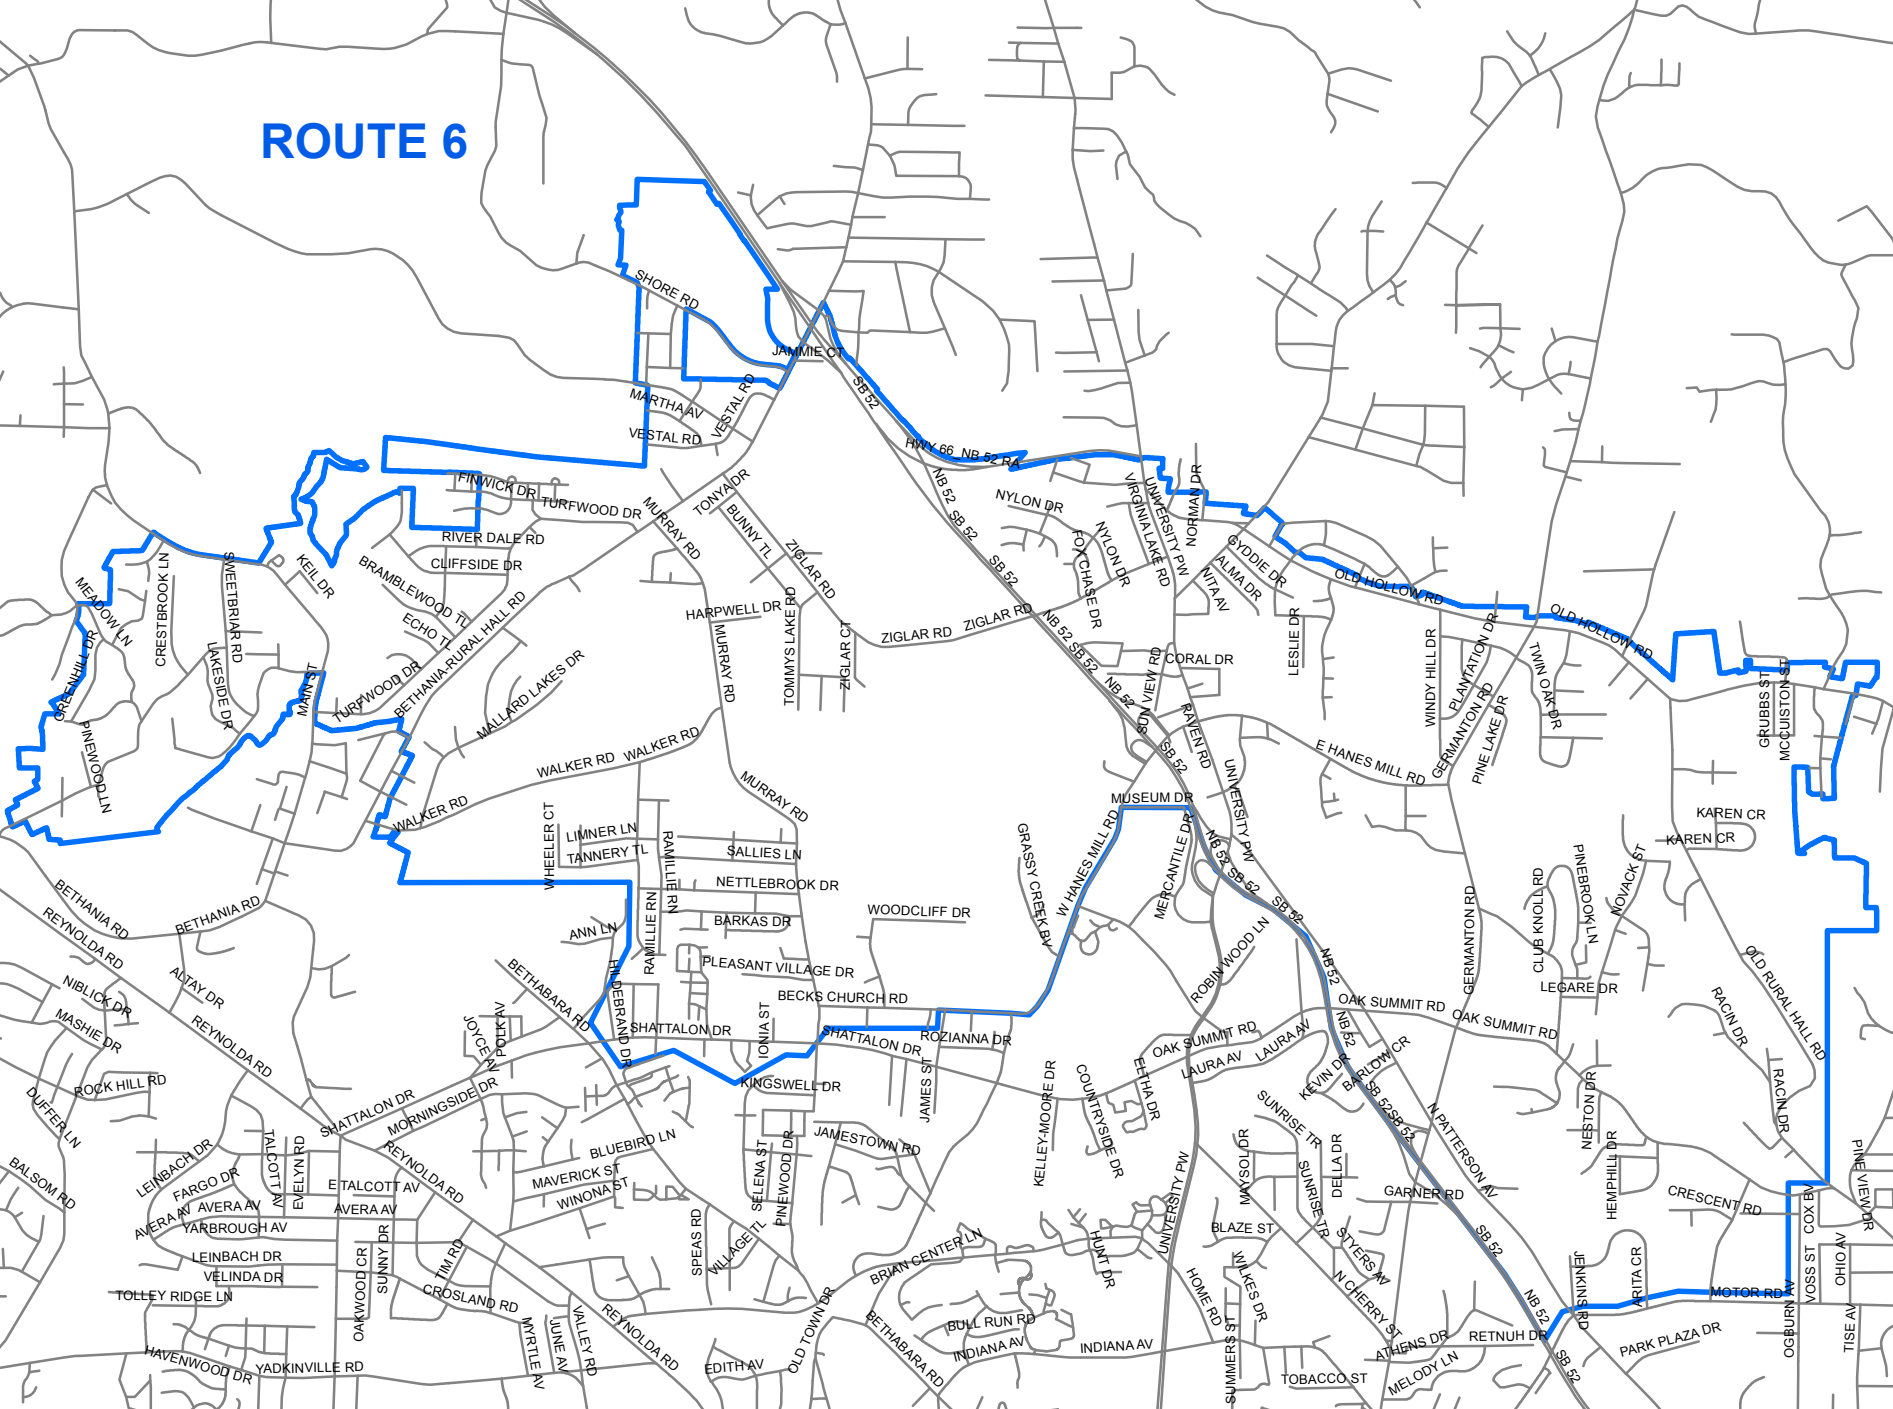 ROUTE 6
SHORE RD
JAMMIE CT
SB 52
MARTHA AV
VESTAL RD
VESTAL RD
HWY 66_NB 52 RA
FINWICK DR
TURFWOOD DR
TONYA DR
MURRAY RD
BUNNY TL
NB 52
NYLON DR
VIRGINIA LAKE RD
UNIVERSITY PW
NORMAN DR
RIVER DALE RD
CLIFFSIDE DR
ZIGLAR RD
SB 52
FOXCHASE DR
NYLON DR
GYDDIE DR
ALMA DR
NITA AV
OLD HOLLOW RD
OLD HOLLOW RD
SWEETBRIAR RD
KEIL DR
BRAMBLEWOOD TL
CRESTBROOK LN
MEADOW LN
SB 52
ECHO TL
BETHANIA-RURAL HALL RD
HARPWELL DR
TOMMYS LAKE RD
ZIGLAR CT
ZIGLAR RD
ZIGLAR RD
NB 52
SB 52
LESLIE DR
GREENHILL DR
LAKESIDE DR
MAIN ST
TURFWOOD DR
MALLARD LAKES DR
MURRAY RD
NB 52
SUN VIEW RD
CORAL DR
WINDY HILL DR
PLANTATION DR
TWIN OAK DR
GRUBBS ST
MCCUISTON ST
PINEWOOD LN
WALKER RD
WALKER RD
RAVEN RD
SB 52
E HANES MILL RD
GERMANTON RD
PINE LAKE DR
MURRAY RD
MUSEUM DR
UNIVERSITY PW
WALKER RD
WHEELER CT
LIMNER LN
TANNERY TL
RAMILLIE RN
SALLIES LN
GRASSY CREEK BV
W HANES MILL RD
MERCANTILE DR
NB 52
SB 52
KAREN CR
KAREN CR
NETTLEBROOK DR
BETHANIA RD
REYNOLDA RD
BETHANIA RD
RAMILLIE RN
BARKAS DR
WOODCLIFF DR
SB 52
PINEBROOK LN
NOVACK ST
CLUB KNOLL RD
GERMANTON RD
ANN LN
PLEASANT VILLAGE DR
ROBIN WOOD LN
NB 52
OLD RURAL HALL RD
NIBLICK DR
ALTAY DR
BETHABARA RD
HILDEBRAND DR
BECKS CHURCH RD
LEGARE DR
OAK SUMMIT RD
OAK SUMMIT RD
RACIN DR
MASHIE DR
REYNOLDA RD
JOYCE AV
POLK AV
SHATTALON DR
IONIA ST
SHATTALON DR
ROZIANNA DR
OAK SUMMIT RD
LAURA AV
LAURA AV
NB 52
BARLOW CR
KEVIN DR
ROCK HILL RD
DUFFER LN
SHATTALON DR
MORNINGSIDE DR
KINGSWELL DR
JAMES ST
KELLEY-MOORE DR
COUNTRYSIDE DR
ELTHA DR
SUNRISE TR
SB 52
SB 52
N PATTERSON AV
NESTON DR
RACIN DR
BALSOM RD
LEINBACH DR
FARGO DR
TALCOTT AV
EVELYN RD
REYNOLDA RD
BLUEBIRD LN
MAVERICK ST
WINONA ST
SELENA ST
PINEWOOD DR
JAMESTOWN RD
MAYSOL DR
SUNRISE TR
DELLA DR
GARNER RD
HEMPHILL DR
CRESCENT RD
PINE VIEW DR
COX BV
E TALCOTT AV
AVERA AV
AVERA AV
AVERA AV
YARBROUGH AV
LEINBACH DR
VELINDA DR
TOLLEY RIDGE LN
OAKWOOD CR
SUNNY DR
TIM RD
CROSLAND RD
SPEAS RD
VILLAGE TL
BRIAN CENTER LN
HUNT DR
UNIVERSITY PW
BLAZE ST
STYERS AV
SB 52
WILKES DR
HOME RD
N CHERRY ST
NB 52
JENKINS RD
ARITA CR
MOTOR RD
OGBURN AV
VOSS ST
OHIO AV
TISE AV
HAVENWOOD DR
YADKINVILLE RD
MYRTLE AV
JUNE AV
VALLEY RD
REYNOLDA RD
EDITH AV
OLD TOWN DR
BETHABARA RD
BULL RUN RD
INDIANA AV
INDIANA AV
SUMMERS ST
TOBACCO ST
ATHENS DR
MELODY LN
RETNUH DR
SB 52
PARK PLAZA DR